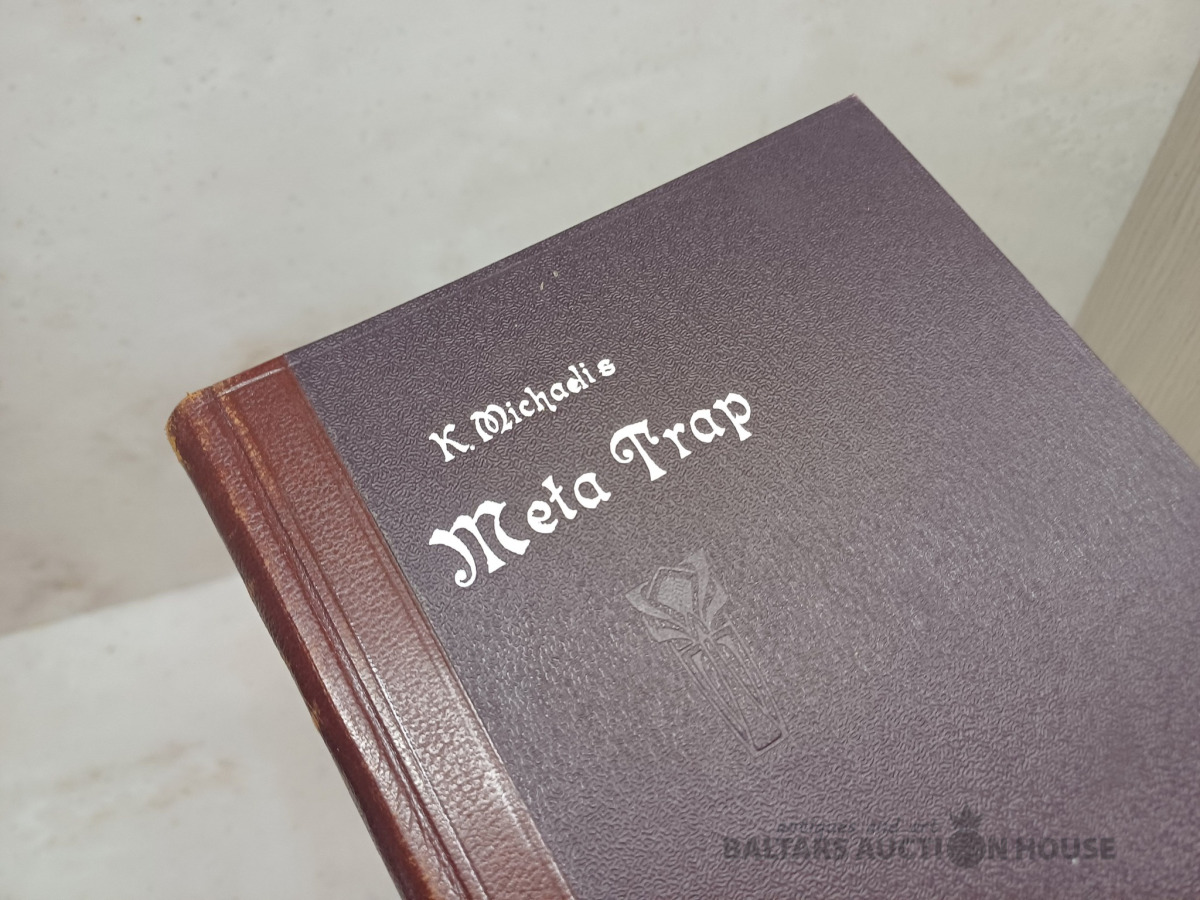 K. Michaelis
Meta Trap
antiques and art
BALTARS AUCTION HOUSE